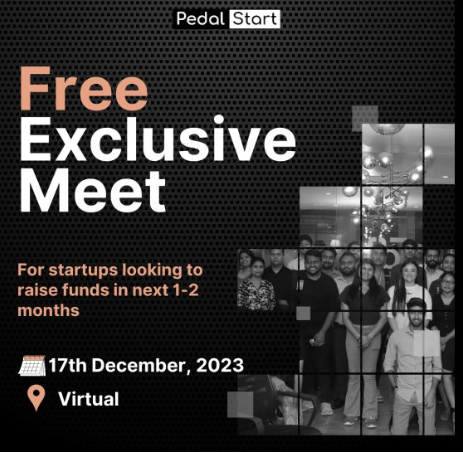 Pedal Start
Free
Exclusive
Meet
For startups looking to
raise funds in next 1-2
months
17th December, 2023
Virtual